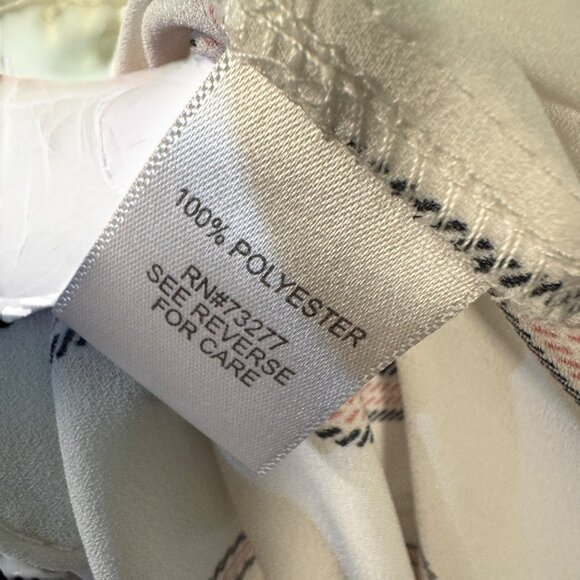 100% POLYESTER
RN#73277
SEE REVERSE
FOR CARE